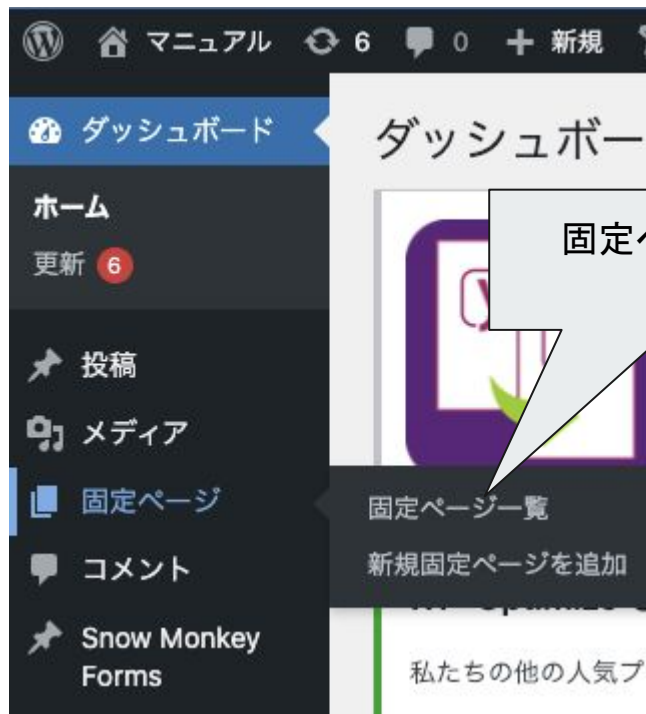 マニュアル 6 0 新規
ダッシュボード
ダッシュボー
ホーム
更新 6
固定ペ
投稿
メディア
固定ページ
固定ページ一覧
新規固定ページを追加
コメント
Snow Monkey
Forms
私たちの他の人気プ